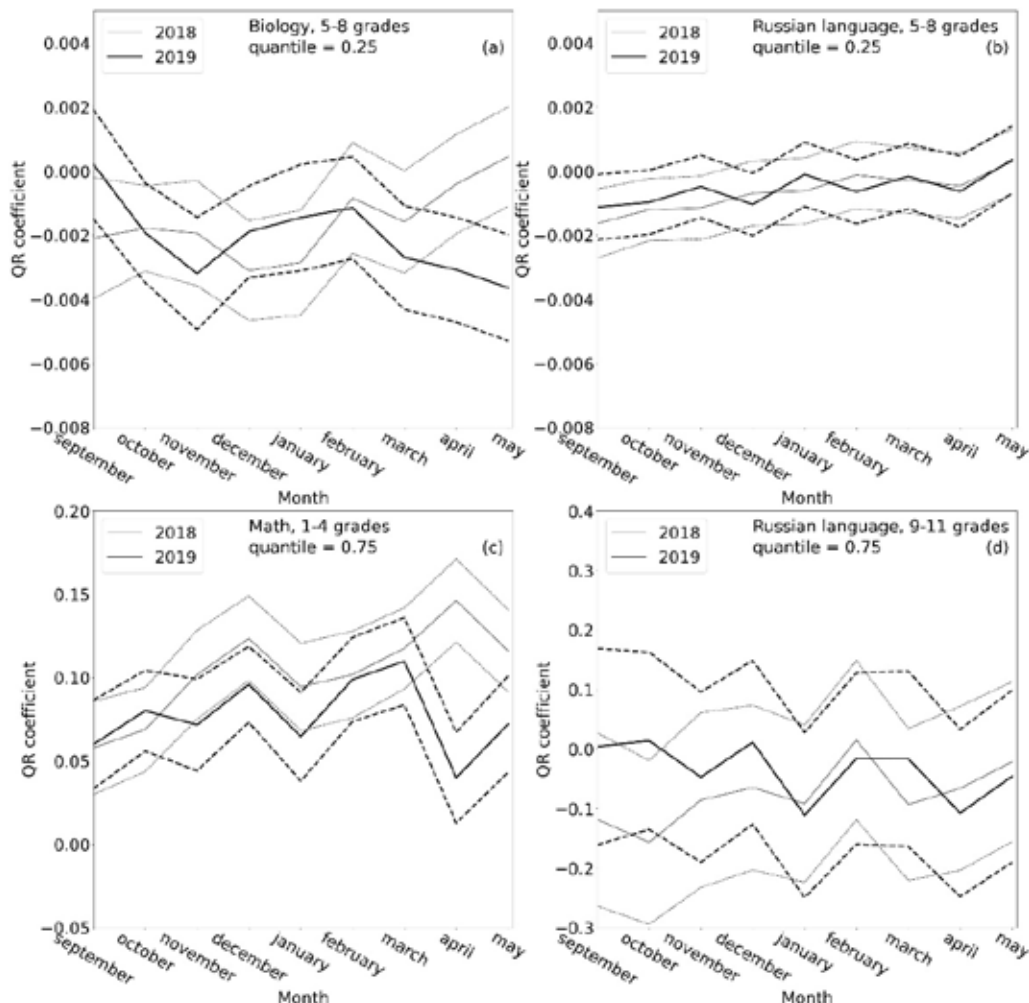 2018
2019
Biology, 5-8 grades
quantile = 0.25
(a)
0.004
0.002
0.000
−0.002
−0.004
−0.006
−0.008
QR coefficient
september
october
november
december
january
february
march
april
may
Month
2018
2019
Russian language, 5-8 grades
quantile = 0.25
(b)
0.004
0.002
0.000
−0.002
−0.004
−0.006
−0.008
QR coefficient
september
october
november
december
january
february
march
april
may
Month
2018
2019
Math, 1-4 grades
quantile = 0.75
(c)
0.20
0.15
0.10
0.05
0.00
−0.05
QR coefficient
september
october
november
december
january
february
march
april
may
Month
2018
2019
Russian language, 9-11 grades
quantile = 0.75
(d)
0.4
0.3
0.2
0.1
0.0
−0.1
−0.2
−0.3
QR coefficient
september
october
november
december
january
february
march
april
may
Month